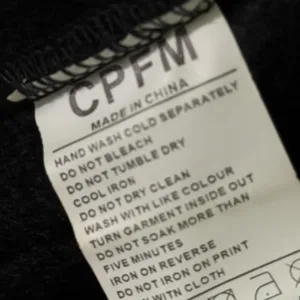 CPFM
MADE IN CHINA
HAND WASH COLD SEPARATELY
DO NOT BLEACH
DO NOT TUMBLE DRY
COOL IRON
DO NOT DRY CLEAN
WASH WITH LIKE COLOUR
TURN GARMENT INSIDE OUT
DO NOT SOAK MORE THAN
FIVE MINUTES
IRON ON REVERSE
DO NOT IRON ON PRINT
WITH CLOTH